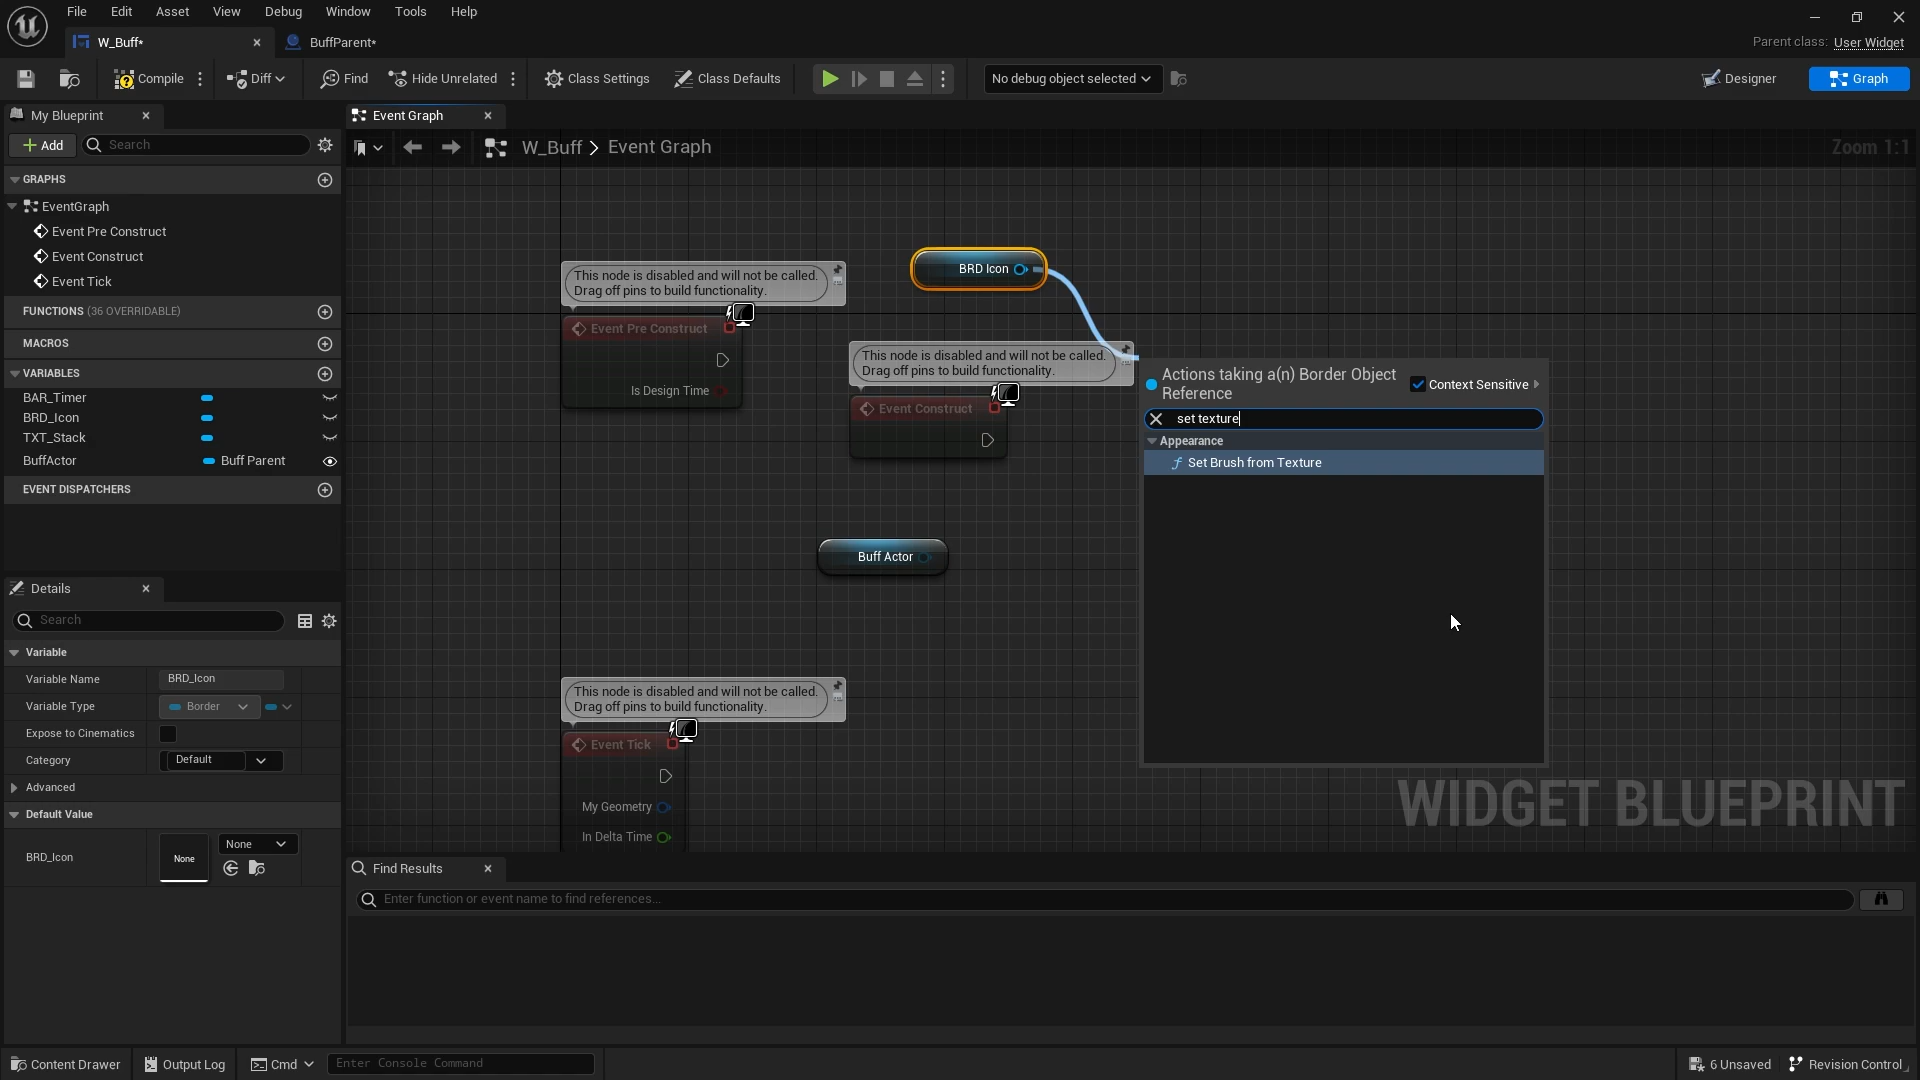 File Edit Asset View Debug Window Tools Help
W_Buff* BuffParent* Parent class: User Widget
Compile Diff Find Hide Unrelated Class Settings Class Defaults No debug object selected Designer Graph
My Blueprint
Event Graph
Add Search
W_Buff > Event Graph Zoom 1:1
GRAPHS
EventGraph
Event Pre Construct
Event Construct
Event Tick
FUNCTIONS (36 OVERRIDABLE)
MACROS
VARIABLES
BAR_Timer
BRD_Icon
TXT_Stack
BuffActor Buff Parent
EVENT DISPATCHERS
Details
Search
Variable
Variable Name BRD_Icon
Variable Type Border
Expose to Cinematics
Category Default
Advanced
Default Value
BRD_Icon None None
BRD Icon
This node is disabled and will not be called.
Drag off pins to build functionality.
Event Pre Construct
Is Design Time
This node is disabled and will not be called.
Drag off pins to build functionality.
Event Construct
Actions taking a(n) Border Object
Reference
Context Sensitive
set texture
Appearance
Set Brush from Texture
Buff Actor
This node is disabled and will not be called.
Drag off pins to build functionality.
Event Tick
My Geometry
In Delta Time
WIDGET BLUEPRINT
Find Results
Enter function or event name to find references...
Content Drawer Output Log Cmd Enter Console Command 6 Unsaved Revision Control